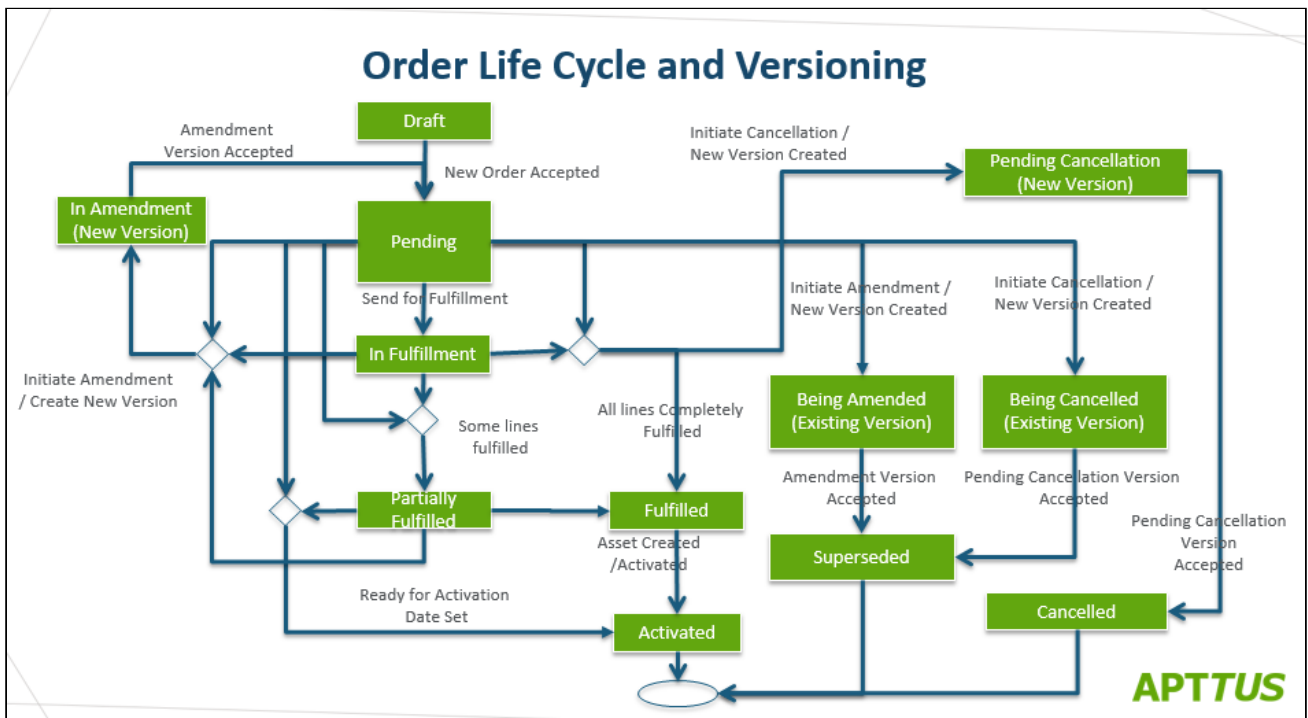 Order Life Cycle and Versioning
Draft
Amendment
Version Accepted
New Order Accepted
Initiate Cancellation /
New Version Created
Pending Cancellation
(New Version)
In Amendment
(New Version)
Pending
Send for Fulfillment
Initiate Amendment /
New Version Created
Initiate Cancellation /
New Version Created
In Fulfillment
Initiate Amendment
/ Create New Version
Some lines
fulfilled
All lines Completely
Fulfilled
Being Amended
(Existing Version)
Being Cancelled
(Existing Version)
Amendment Version
Accepted
Pending Cancellation Version
Accepted
Partially
Fulfilled
Fulfilled
Asset Created
/Activated
Superseded
Pending Cancellation
Version
Accepted
Ready for Activation
Date Set
Activated
Cancelled
APTTUS